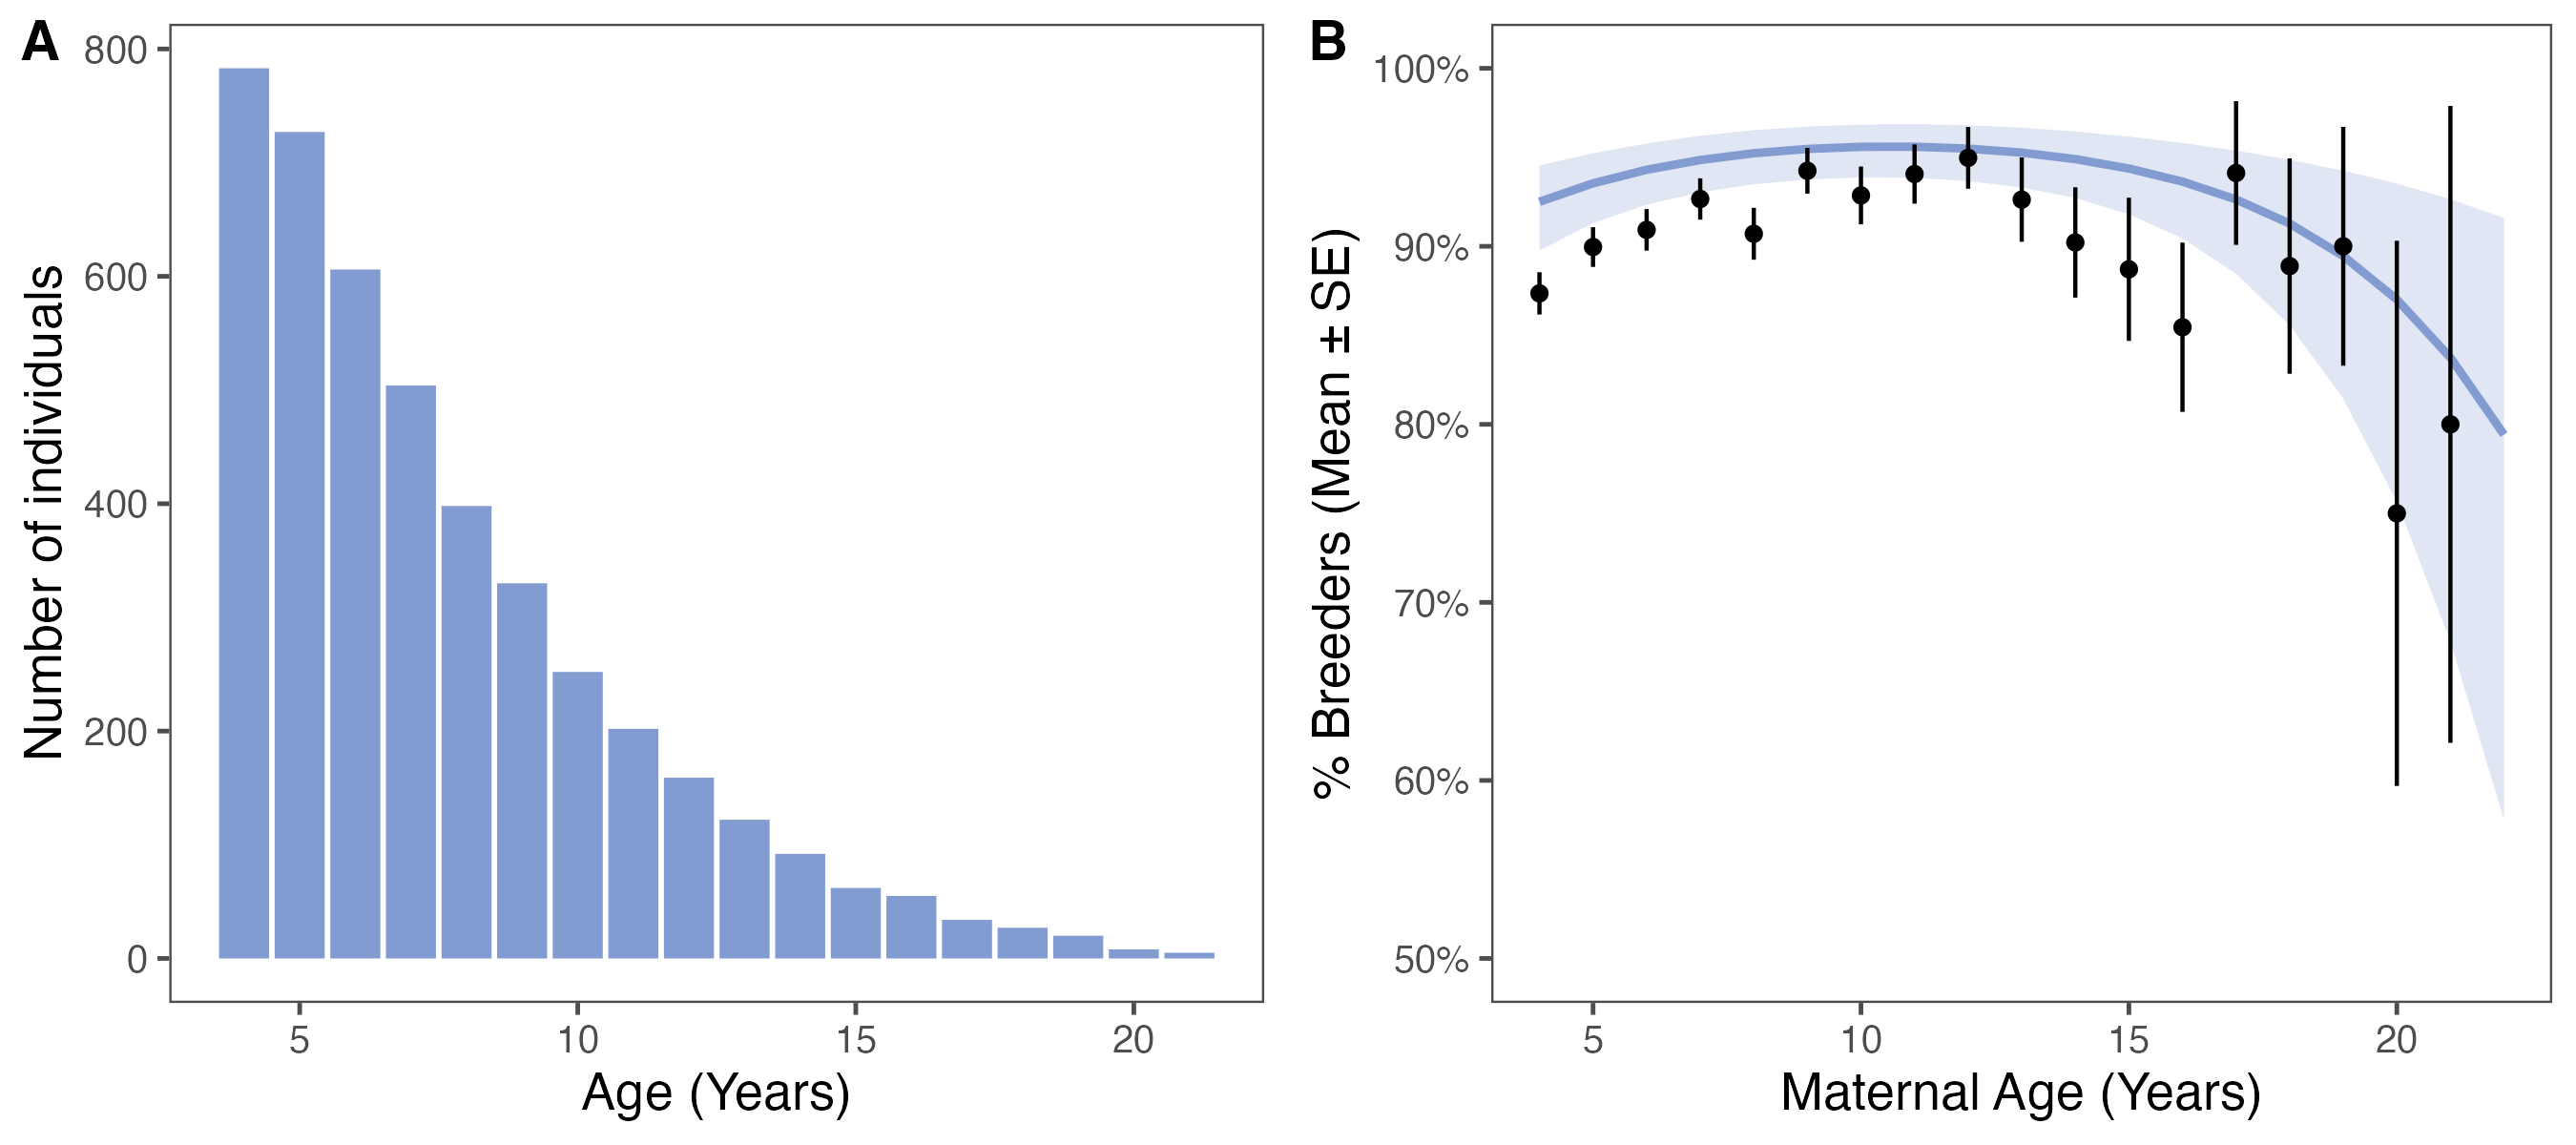 A
800
600
400
200
0
Number of individuals
5 10 15 20
Age (Years)
B
100%
90%
80%
70%
60%
50%
% Breeders (Mean ± SE)
5 10 15 20
Maternal Age (Years)